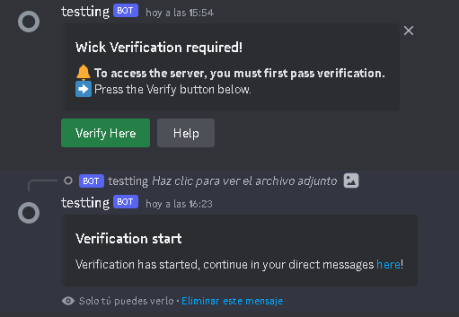 testting BOT hoy a las 15:54
Wick Verification required!
🔔 To access the server, you must first pass verification.
➡️ Press the Verify button below.
Verify Here Help
BOT testting Haz clic para ver el archivo adjunto
testting BOT hoy a las 16:23
Verification start
Verification has started, continue in your direct messages here!
Solo tú puedes verlo • Eliminar este mensaje